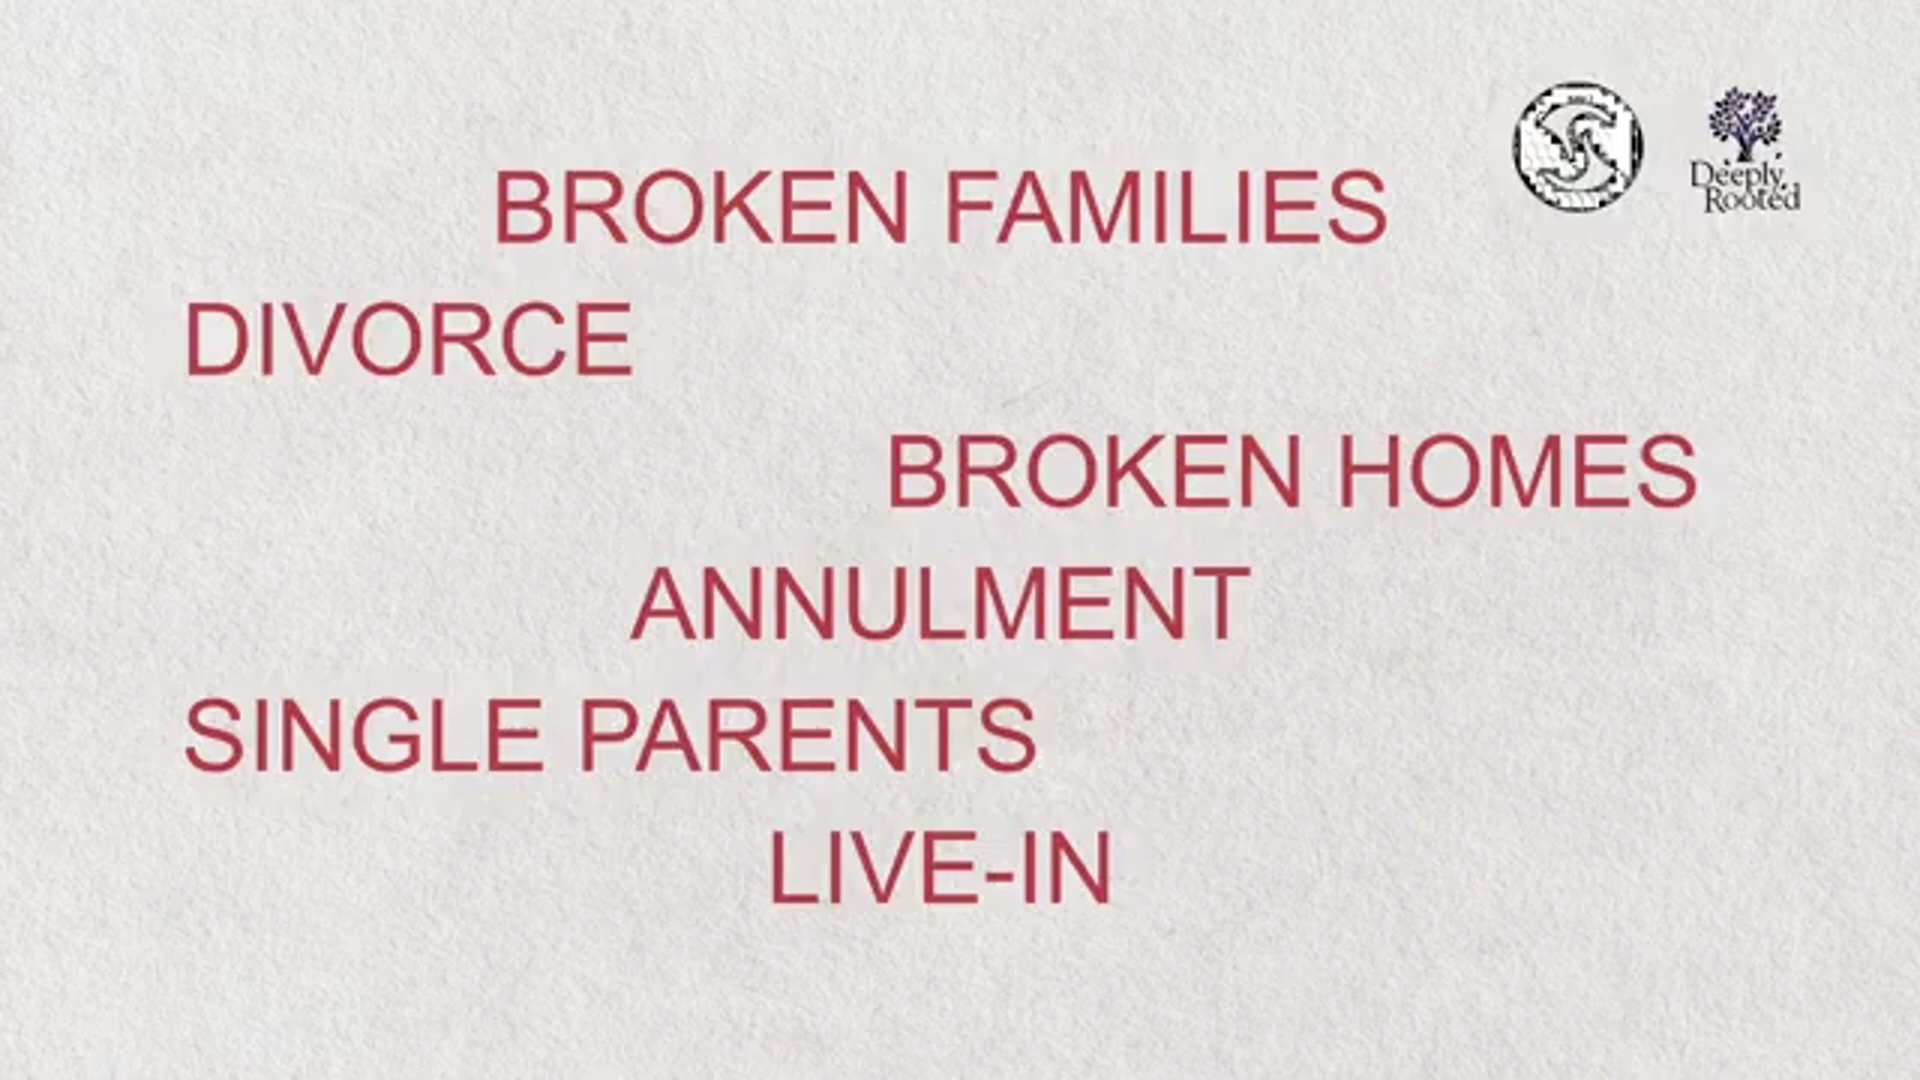 BROKEN FAMILIES
Deeply
Rooted
DIVORCE
BROKEN HOMES
ANNULMENT
SINGLE PARENTS
LIVE-IN